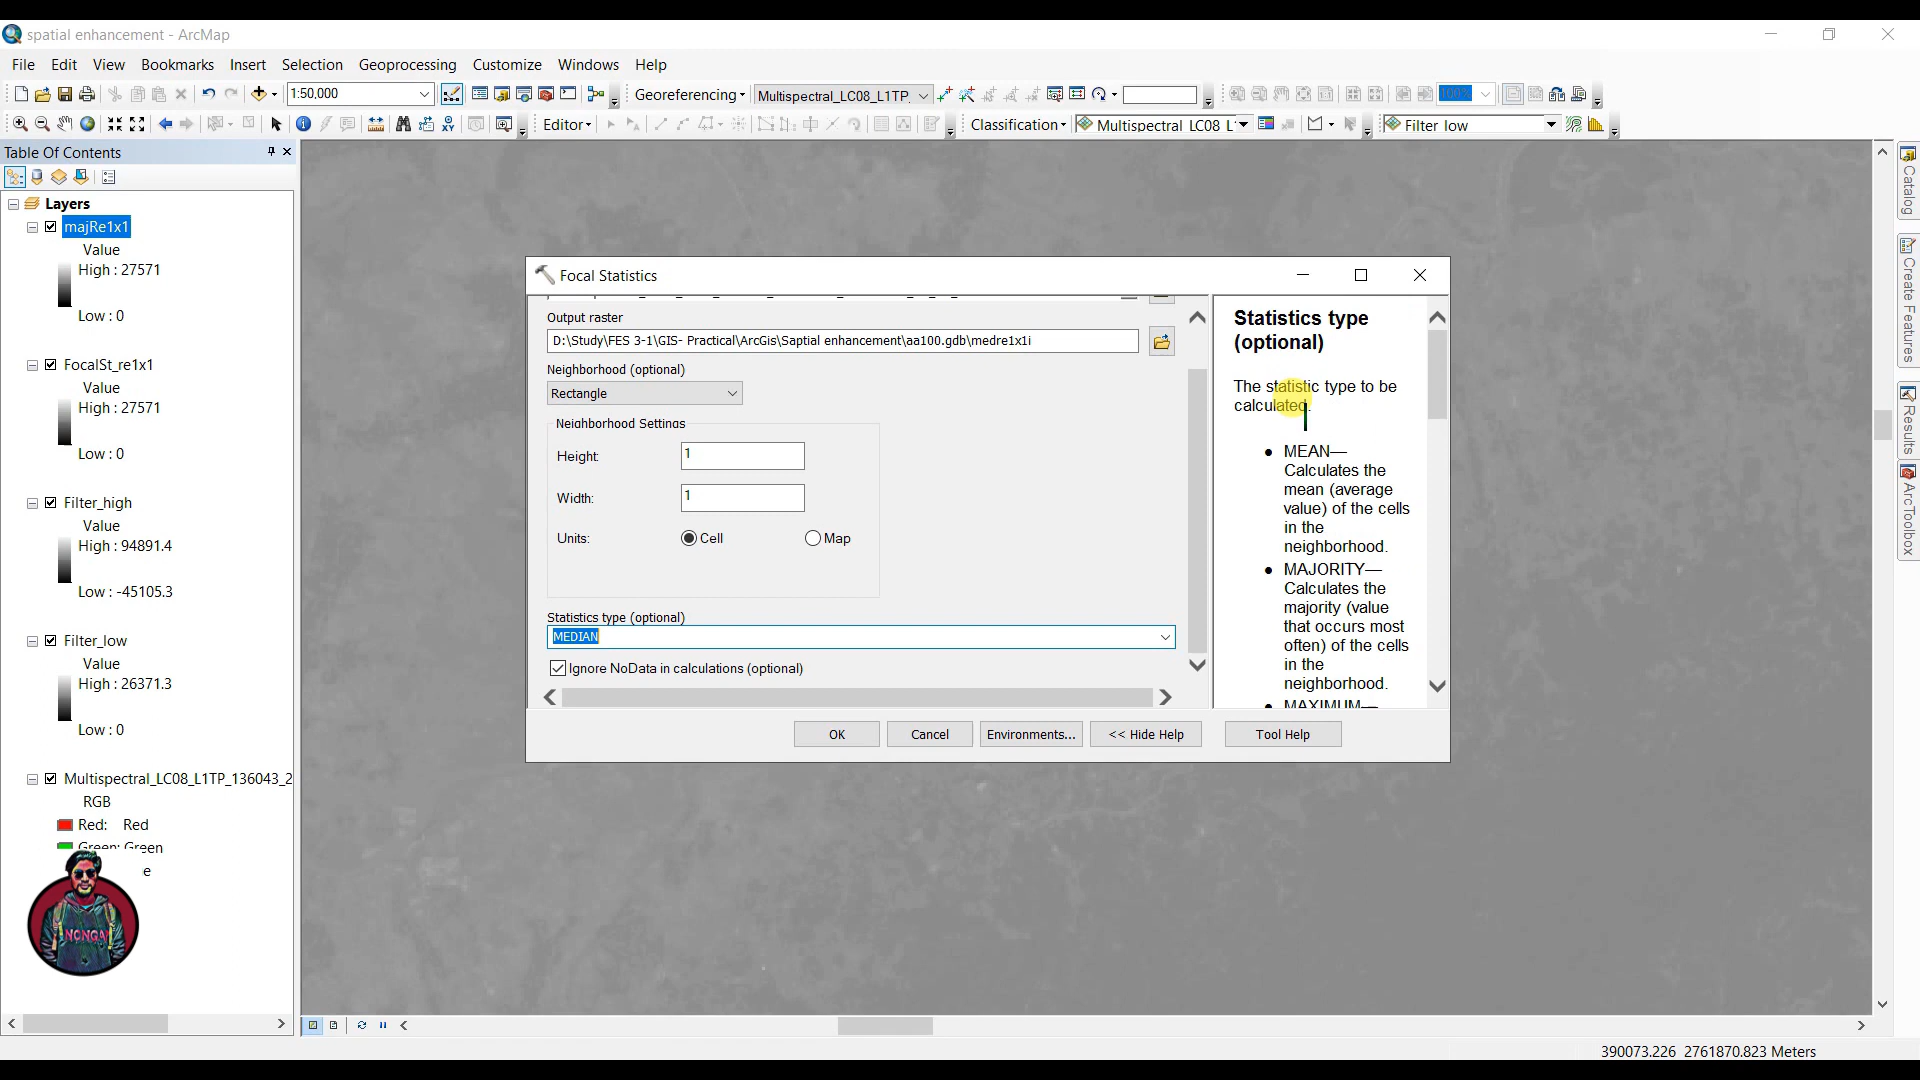 spatial enhancement - ArcMap
File Edit View Bookmarks Insert Selection Geoprocessing Customize Windows Help
1:50,000
Georeferencing
Multispectral_LC08_L1TP_
100%
Editor
Classification
Multispectral LC08 L
Filter low
Table Of Contents
Layers
majRe1x1
Value
High : 27571
Low : 0
FocalSt_re1x1
Value
High : 27571
Low : 0
Filter_high
Value
High : 94891.4
Low : -45105.3
Filter_low
Value
High : 26371.3
Low : 0
Multispectral_LC08_L1TP_136043_2
RGB
Red: Red
Green: Green
e
NONGAI
Focal Statistics
Output raster
D:\Study\FES 3-1\GIS- Practical\ArcGis\Saptial enhancement\aa100.gdb\medre1x1i
Neighborhood (optional)
Rectangle
Neighborhood Settings
Height: 1
Width: 1
Units: Cell Map
Statistics type (optional)
MEDIAN
Ignore NoData in calculations (optional)
OK Cancel Environments... << Hide Help Tool Help
Statistics type
(optional)
The statistic type to be
calculated.
• MEAN—
Calculates the
mean (average
value) of the cells
in the
neighborhood.
• MAJORITY—
Calculates the
majority (value
that occurs most
often) of the cells
in the
neighborhood.
• MAXIMUM—
Catalog
Create Features
Results
ArcToolbox
390073.226 2761870.823 Meters